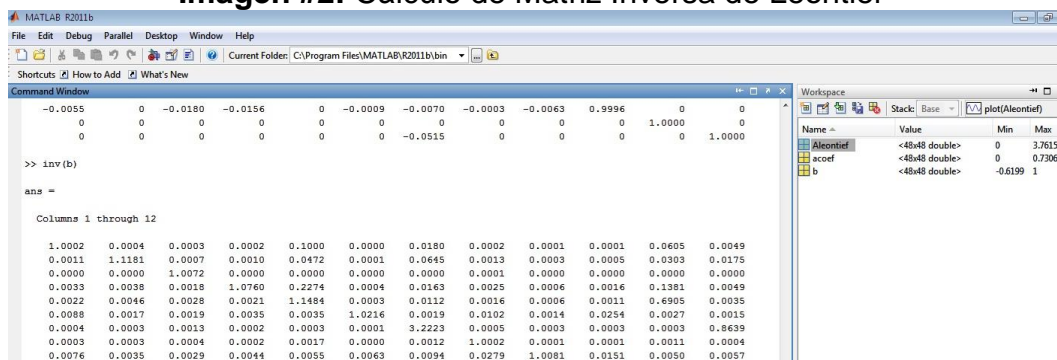 Imagen #2: Cálculo de Matriz Inversa de Leontief
MATLAB R2011b
File Edit Debug Parallel Desktop Window Help
Current Folder: C:\Program Files\MATLAB\R2011b\bin
Shortcuts How to Add What's New
Command Window
-0.0055 0 -0.0180 -0.0156 0 -0.0009 -0.0070 -0.0003 -0.0063 0.9996 0 0
0 0 0 0 0 0 0 0 0 0 1.0000 0
0 0 0 0 0 0 -0.0515 0 0 0 0 1.0000
>> inv(b)
ans =
Columns 1 through 12
1.0002 0.0004 0.0003 0.0002 0.1000 0.0000 0.0180 0.0002 0.0001 0.0001 0.0605 0.0049
0.0011 1.1181 0.0007 0.0010 0.0472 0.0001 0.0645 0.0013 0.0003 0.0005 0.0303 0.0175
0.0000 0.0000 1.0072 0.0000 0.0000 0.0000 0.0000 0.0001 0.0000 0.0000 0.0000 0.0000
0.0033 0.0038 0.0018 1.0760 0.2274 0.0004 0.0163 0.0025 0.0006 0.0016 0.1381 0.0049
0.0022 0.0046 0.0028 0.0021 1.1484 0.0003 0.0112 0.0016 0.0006 0.0011 0.6905 0.0035
0.0088 0.0017 0.0019 0.0035 0.0035 1.0216 0.0019 0.0102 0.0014 0.0254 0.0027 0.0015
0.0004 0.0003 0.0013 0.0002 0.0003 0.0001 3.2223 0.0005 0.0003 0.0003 0.0003 0.8639
0.0003 0.0003 0.0004 0.0002 0.0017 0.0000 0.0012 1.0002 0.0001 0.0001 0.0011 0.0004
0.0076 0.0035 0.0029 0.0044 0.0055 0.0063 0.0094 0.0279 1.0081 0.0151 0.0050 0.0057
Workspace
Stack: Base plot(Aleontief)
Name Value Min Max
Aleontief <48x48 double> 0 3.7615
acoef <48x48 double> 0 0.7306
b <48x48 double> -0.6199 1